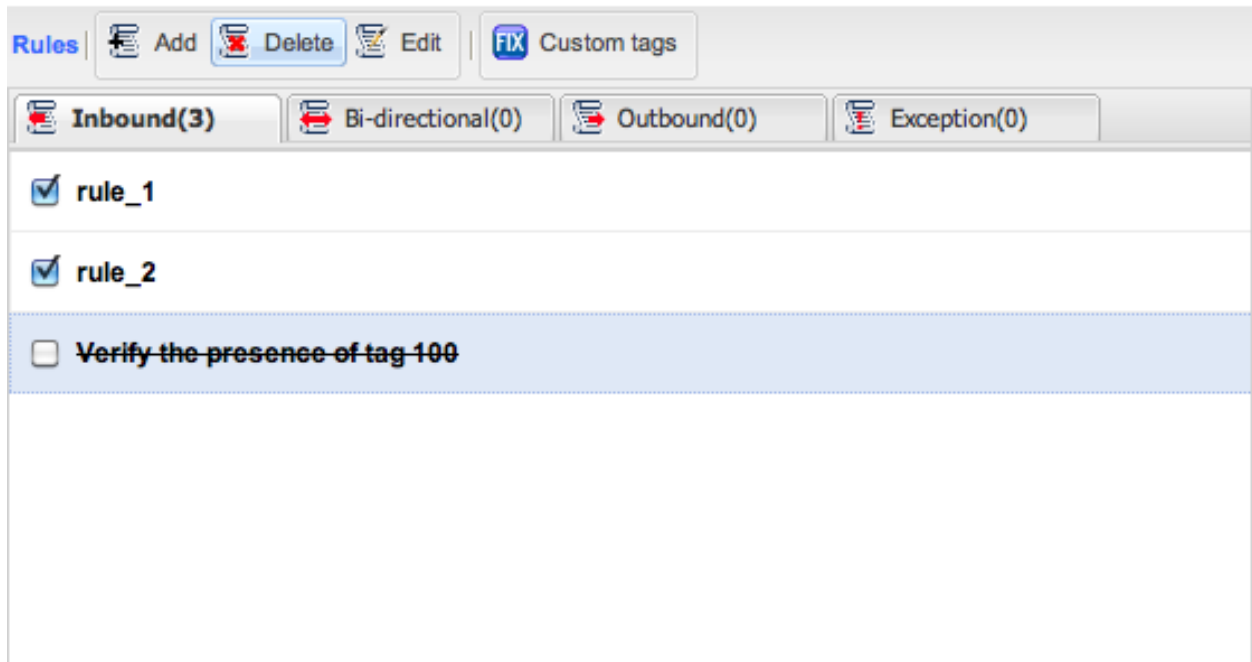 Rules Add Delete Edit FIX Custom tags
Inbound(3) Bi-directional(0) Outbound(0) Exception(0)
rule_1
rule_2
Verify the presence of tag 100